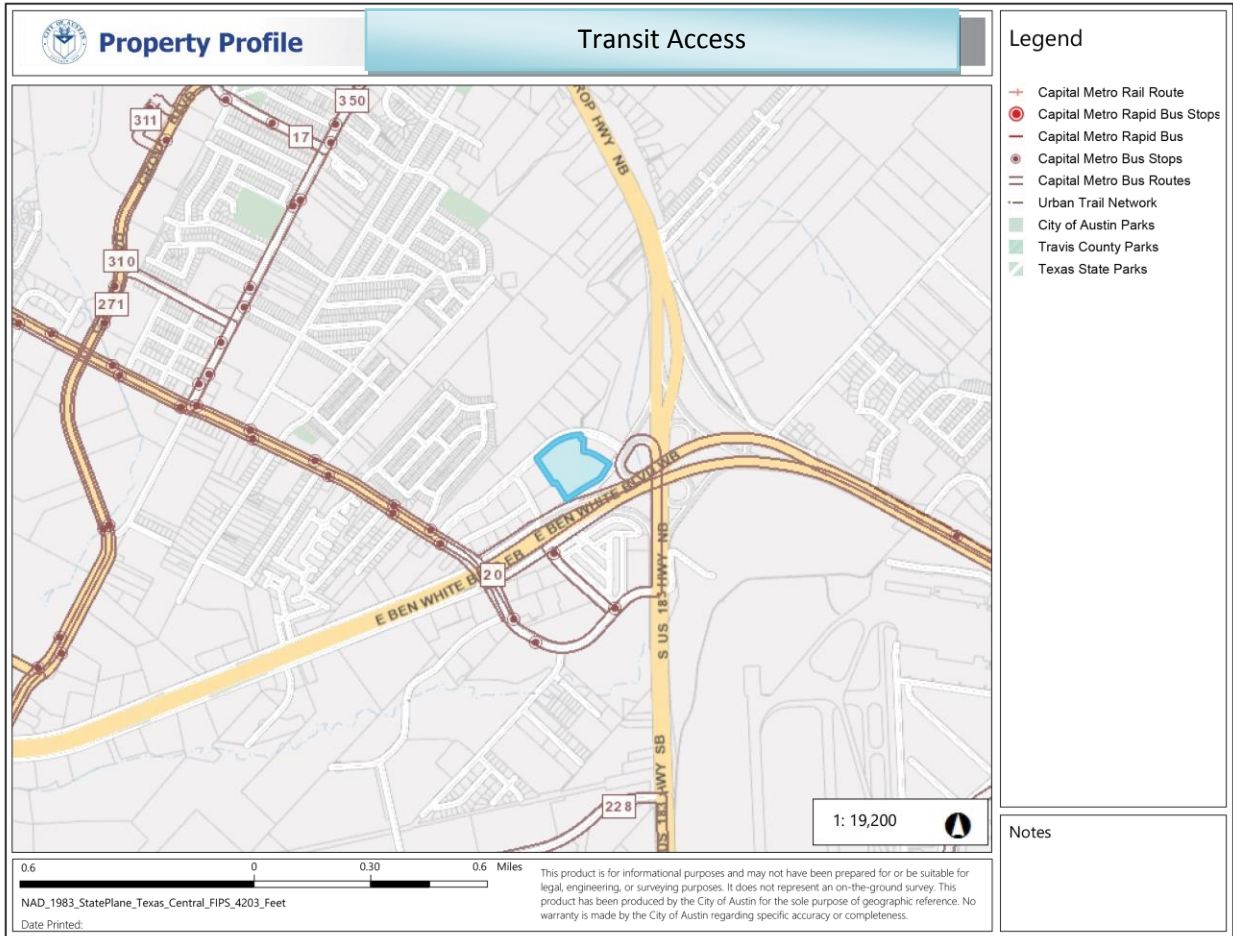 CITY OF AUSTIN
Property Profile
Transit Access
Legend
Capital Metro Rail Route
Capital Metro Rapid Bus Stops
Capital Metro Rapid Bus
Capital Metro Bus Stops
Capital Metro Bus Routes
Urban Trail Network
City of Austin Parks
Travis County Parks
Texas State Parks
350
311
17
ROP HWY NB
310
271
E BEN WHITE BLVD WB
EB
20
E BEN WHITE
S US 183 HWY NB
US 183 HWY SB
228
1: 19,200
Notes
0.6
0
0.30
0.6 Miles
NAD_1983_StatePlane_Texas_Central_FIPS_4203_Feet
Date Printed:
This product is for informational purposes and may not have been prepared for or be suitable for
legal, engineering, or surveying purposes. It does not represent an on-the-ground survey. This
product has been produced by the City of Austin for the sole purpose of geographic reference. No
warranty is made by the City of Austin regarding specific accuracy or completeness.